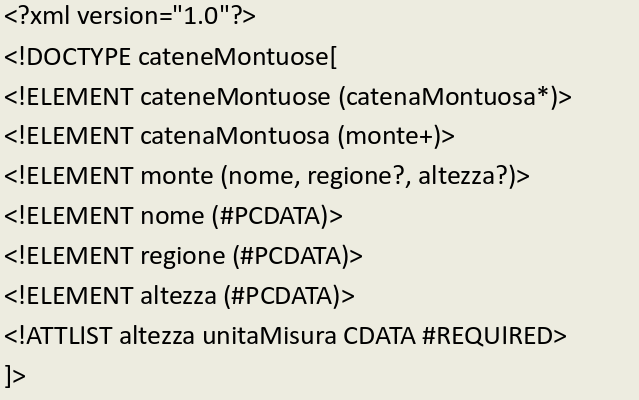 <?xml version="1.0"?>
<!DOCTYPE cateneMontuose[
<!ELEMENT cateneMontuose (catenaMontuosa*)>
<!ELEMENT catenaMontuosa (monte+)>
<!ELEMENT monte (nome, regione?, altezza?)>
<!ELEMENT nome (#PCDATA)>
<!ELEMENT regione (#PCDATA)>
<!ELEMENT altezza (#PCDATA)>
<!ATTLIST altezza unitaMisura CDATA #REQUIRED>
]>